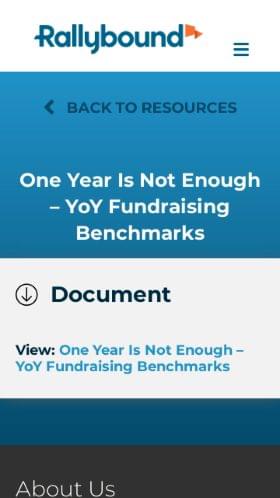 Rallybound
BACK TO RESOURCES
One Year Is Not Enough
– YoY Fundraising
Benchmarks
Document
View: One Year Is Not Enough –
YoY Fundraising Benchmarks
About Us